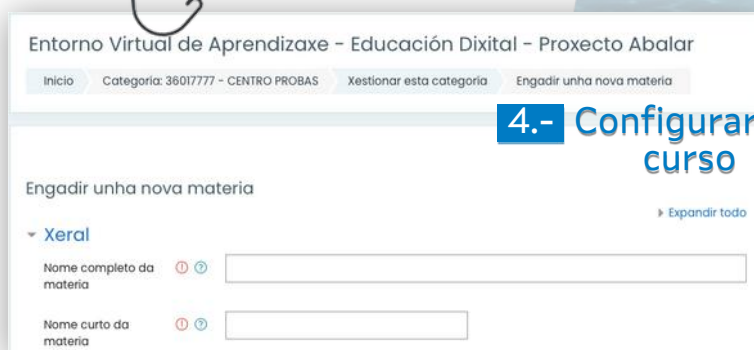 Entorno Virtual de Aprendizaxe - Educación Dixital - Proxecto Abalar
Inicio Categoría: 36017777 - CENTRO PROBAS Xestionar esta categoría Engadir unha nova materia
4.- Configurar
curso
Engadir unha nova materia
Expandir todo
Xeral
Nome completo da
materia
Nome curto da
materia